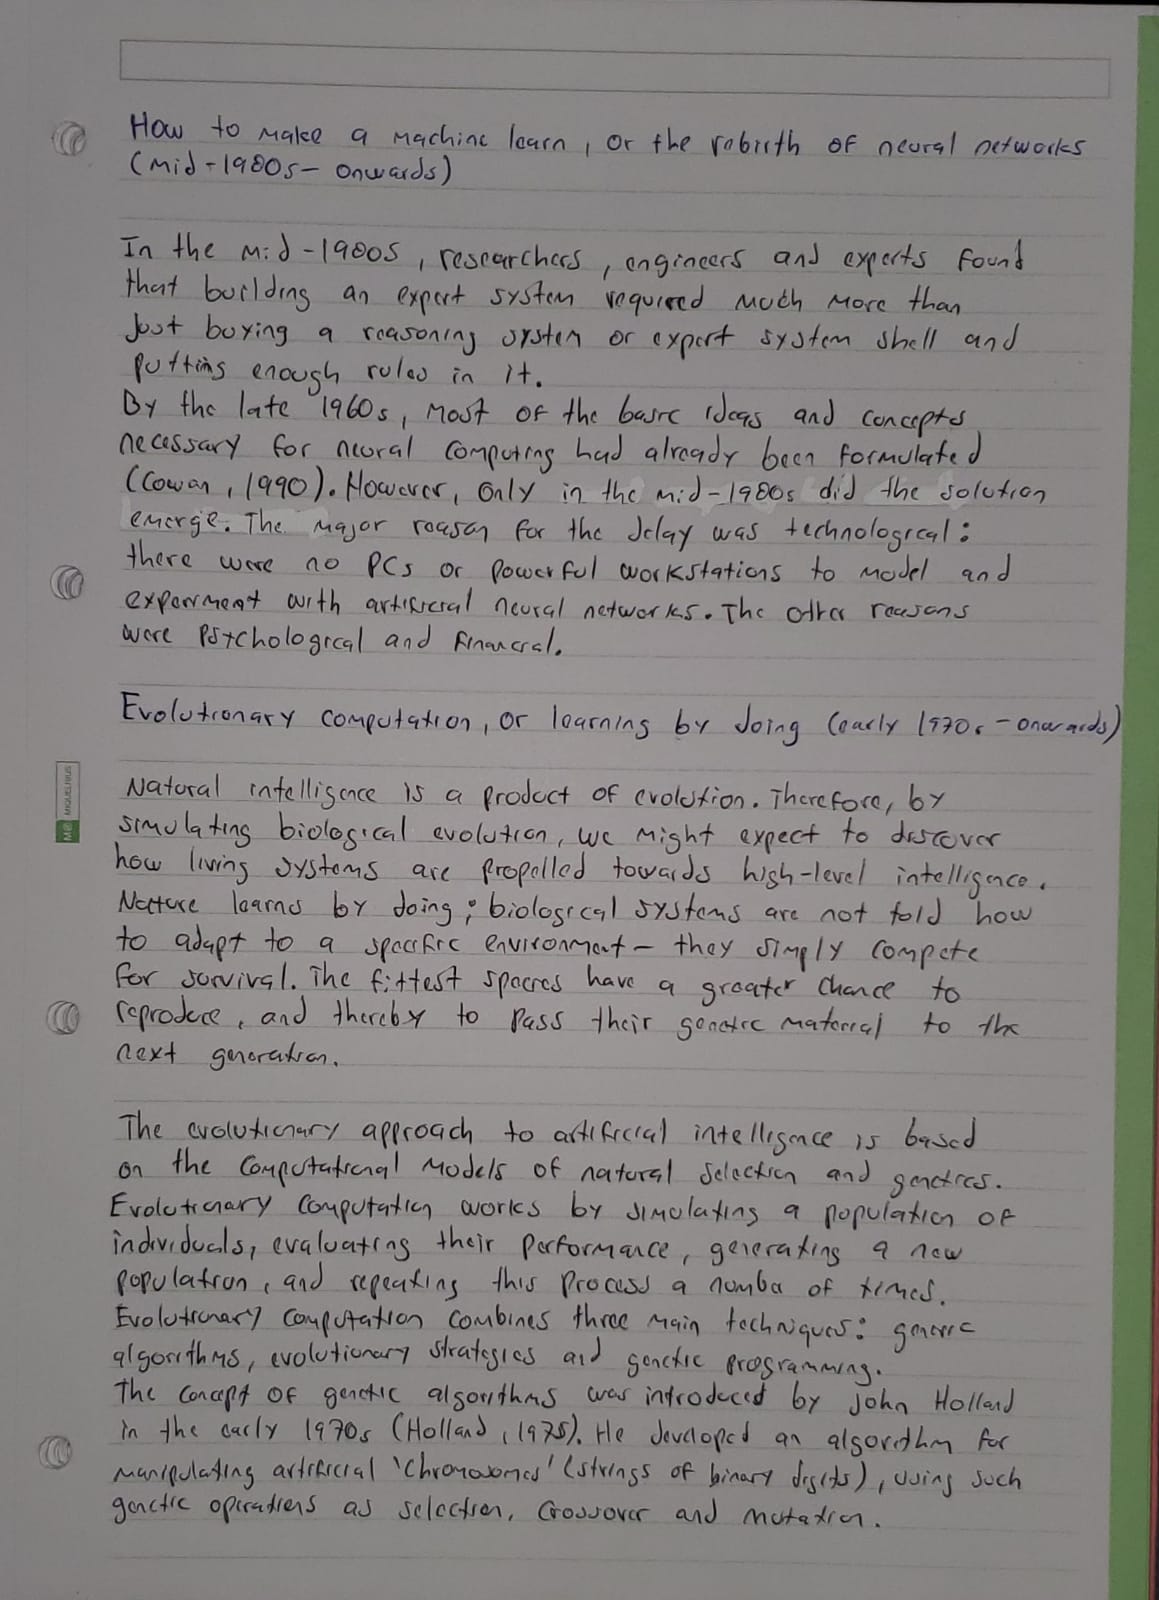 How to make a machine learn, or the rebirth of neural networks
(mid-1980s- onwards)
In the mid-1980s, researchers, engineers and experts found
that building an expert system required much more than
just buying a reasoning system or expert system shell and
putting enough rules in it.
By the late 1960s, most of the basic ideas and concepts
necessary for neural computing had already been formulated
(Cowan, 1990). However, only in the mid-1980s did the solution
emerge. The major reason for the delay was technological:
there were no PCs or powerful workstations to model and
experiment with artificial neural networks. The other reasons
were psychological and financial.
Evolutionary computation, or learning by doing (early 1970s - onwards)
MIQUELRIUS
Natural intelligence is a product of evolution. Therefore, by
simulating biological evolution, we might expect to discover
how living systems are propelled towards high-level intelligence.
Nature learns by doing; biological systems are not told how
to adapt to a specific environment- they simply compete
for survival. The fittest species have a greater chance to
reproduce, and thereby to pass their genetic material to the
next generation.
The evolutionary approach to artificial intelligence is based
on the computational models of natural selection and genetics.
Evolutionary computation works by simulating a population of
individuals, evaluating their performance, generating a new
population, and repeating this process a number of times.
Evolutionary computation combines three main techniques: generic
algorithms, evolutionary strategies and genetic programming.
The concept of genetic algorithms was introduced by John Holland
in the early 1970s (Holland, 1975). He developed an algorithm for
manipulating artificial 'chromosomes' (strings of binary digits), using such
genetic operations as selection, crossover and mutation.